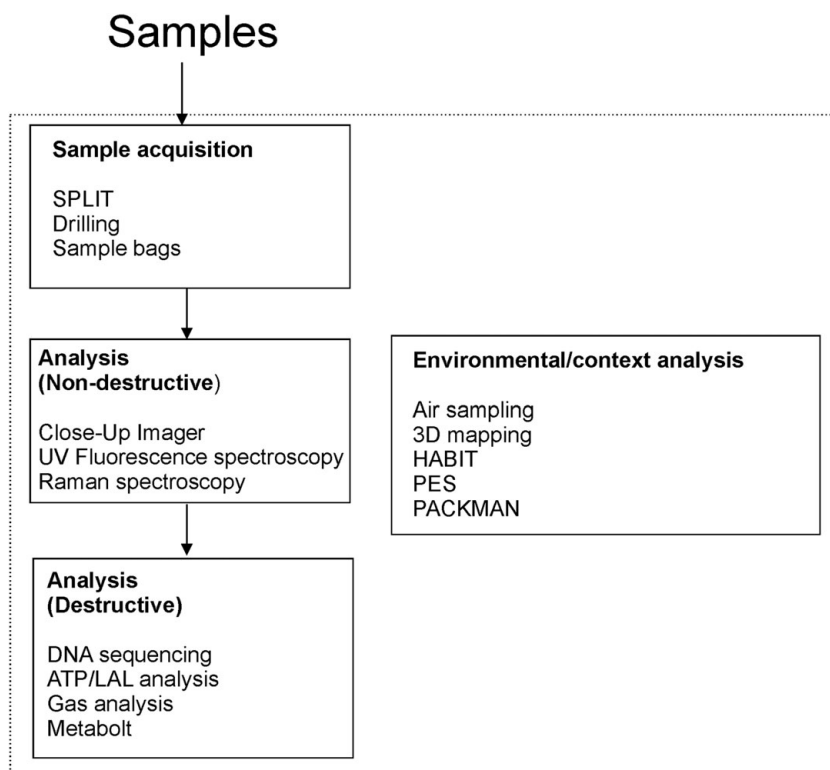 Samples
Sample acquisition
SPLIT
Drilling
Sample bags
Analysis
(Non-destructive)
Close-Up Imager
UV Fluorescence spectroscopy
Raman spectroscopy
Environmental/context analysis
Air sampling
3D mapping
HABIT
PES
PACKMAN
Analysis
(Destructive)
DNA sequencing
ATP/LAL analysis
Gas analysis
Metabolt